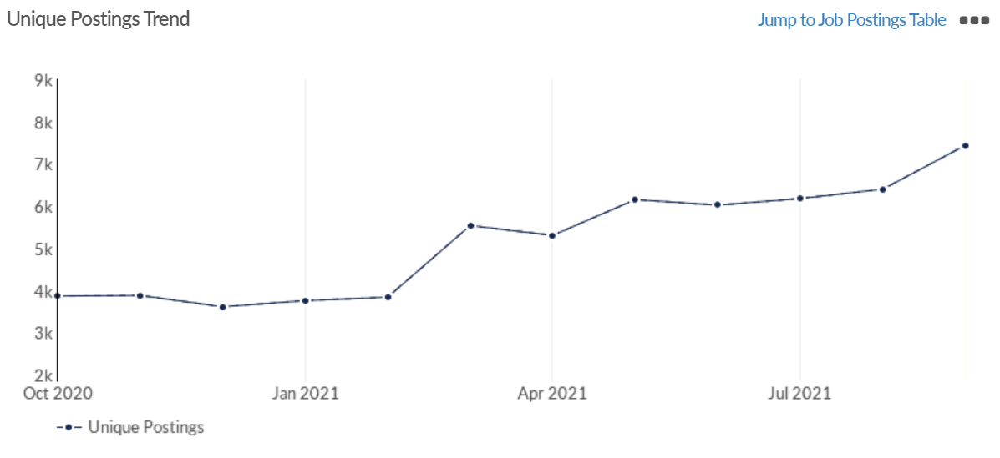 Unique Postings Trend
Jump to Job Postings Table
9k
8k
7k
6k
5k
4k
3k
2k
Oct 2020 Jan 2021 Apr 2021 Jul 2021
Unique Postings